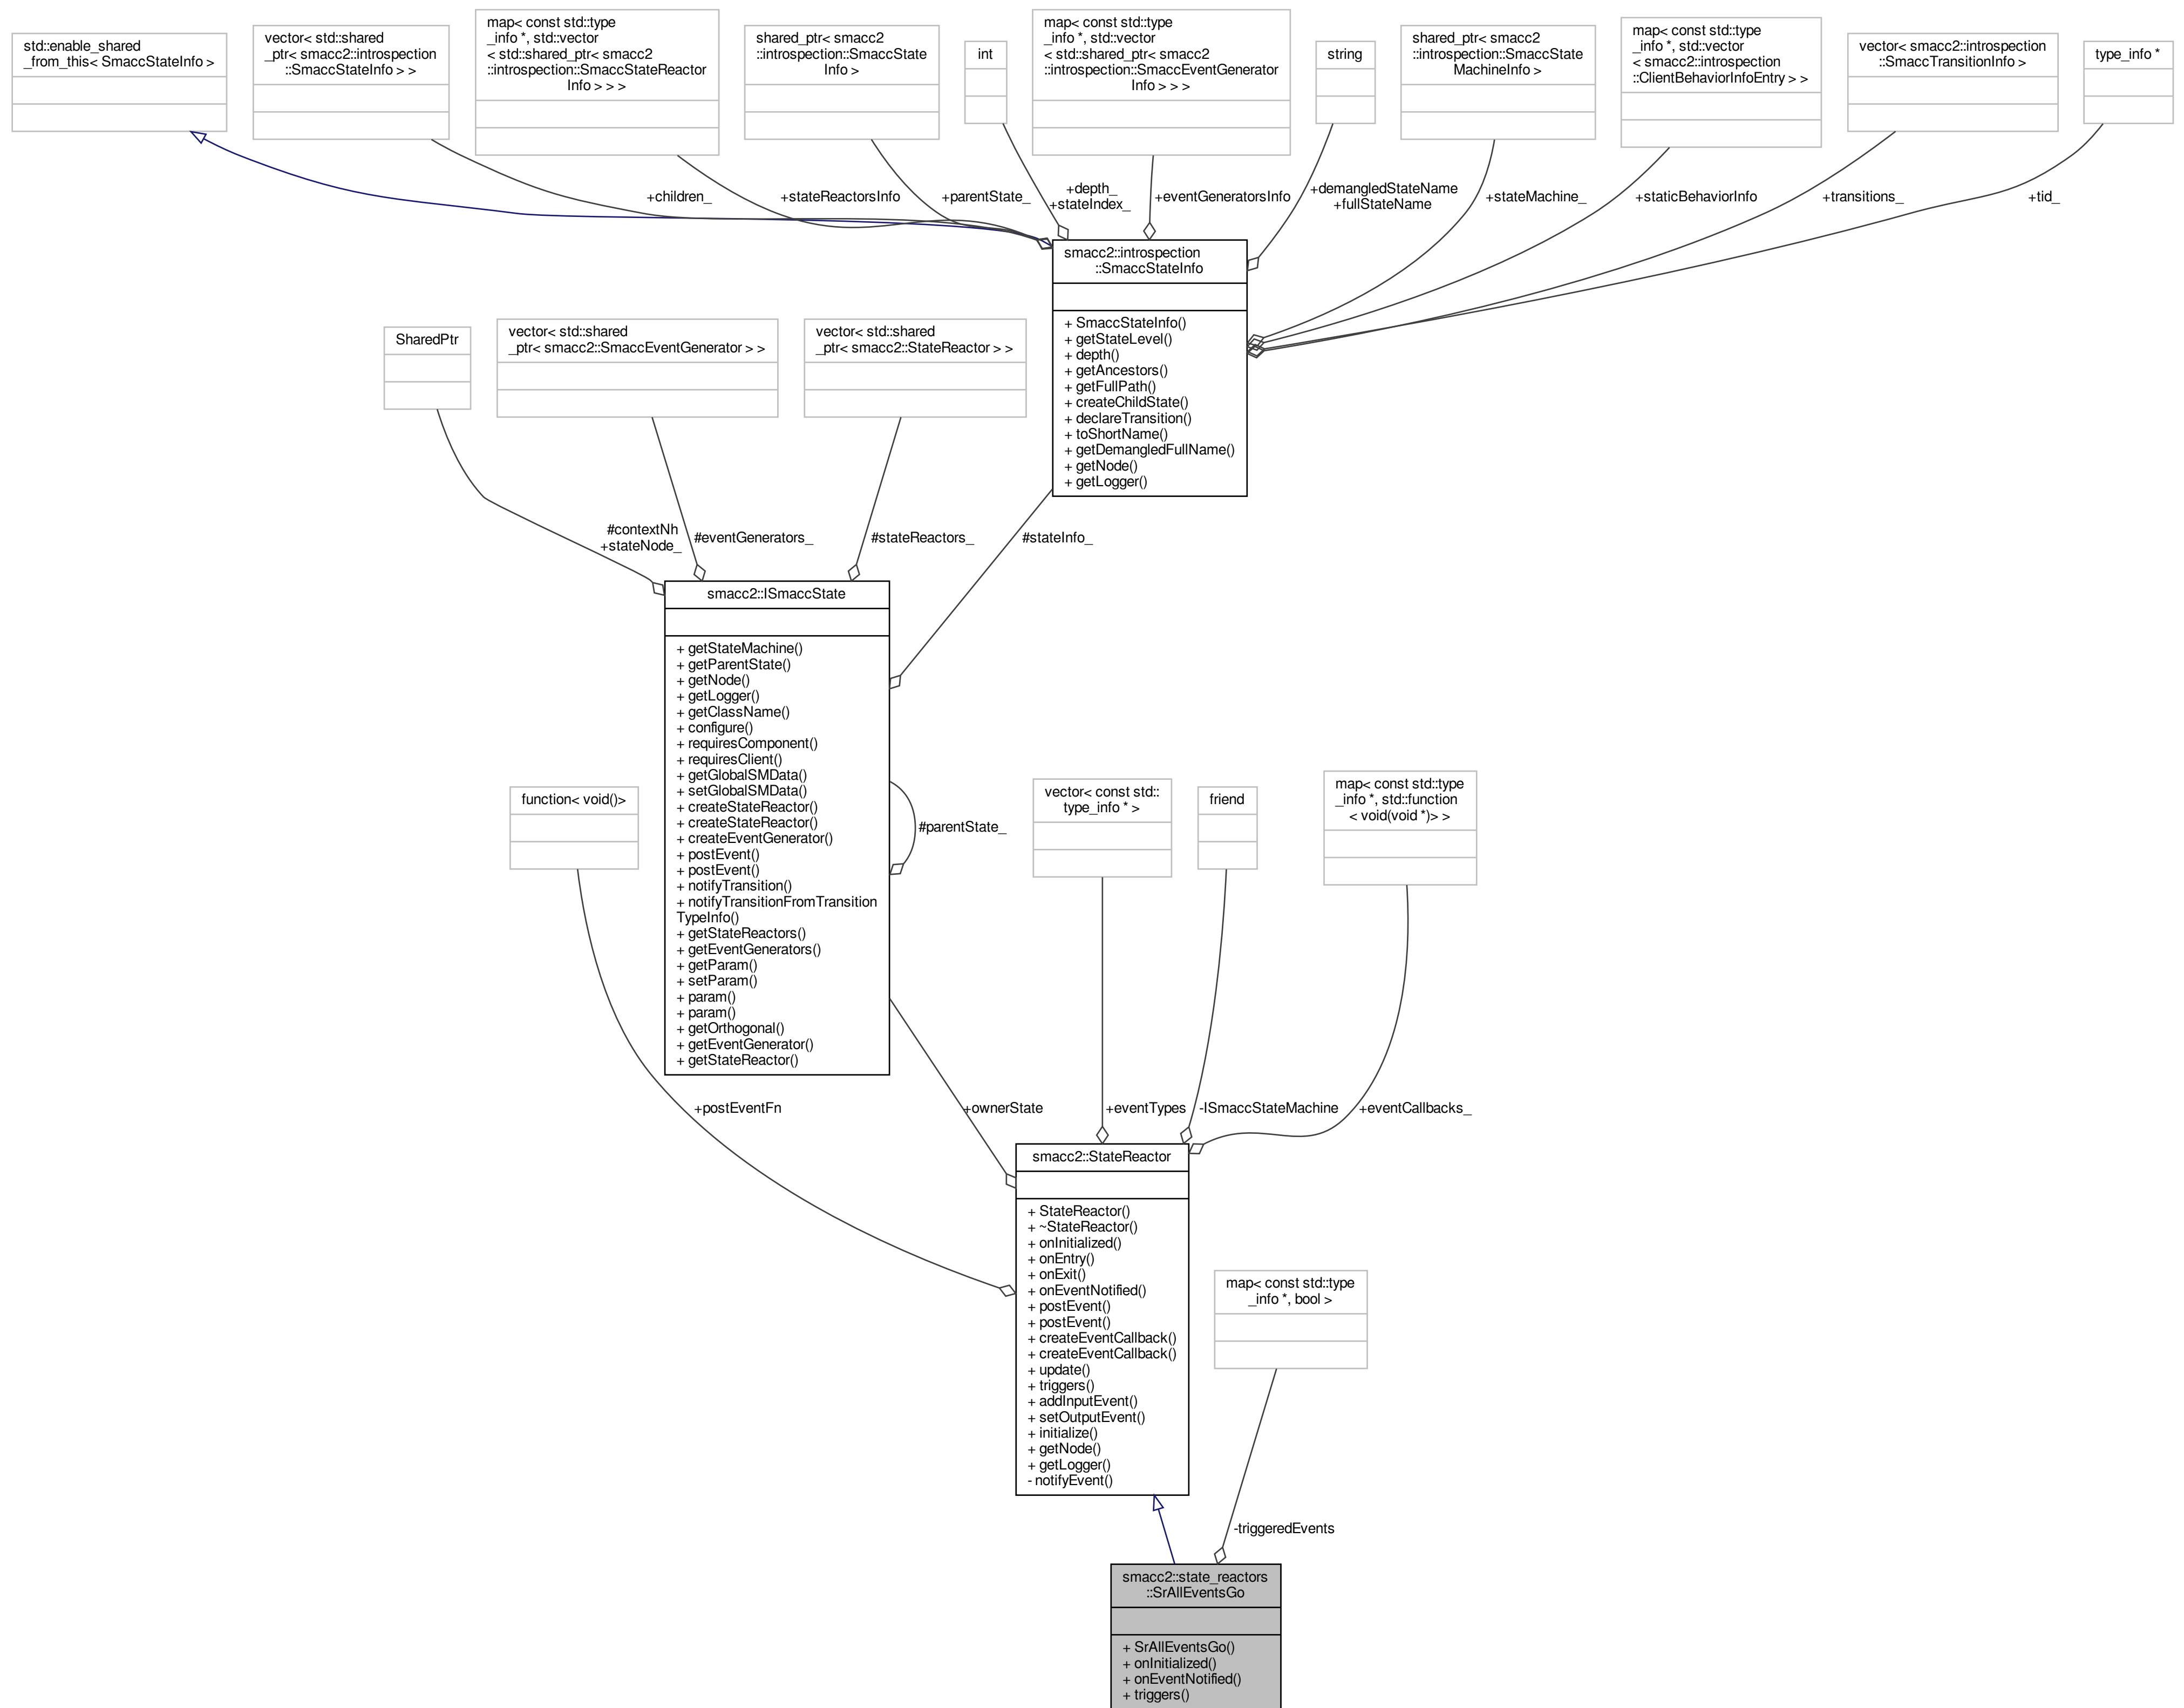 std::enable_shared
_from_this< SmaccStateInfo >
vector< std::shared
_ptr< smacc2::introspection
::SmaccStateInfo > >
map< const std::type
_info *, std::vector
< std::shared_ptr< smacc2
::introspection::SmaccStateReactor
Info > > >
shared_ptr< smacc2
::introspection::SmaccState
Info >
int
map< const std::type
_info *, std::vector
< std::shared_ptr< smacc2
::introspection::SmaccEventGenerator
Info > > >
string
shared_ptr< smacc2
::introspection::SmaccState
MachineInfo >
map< const std::type
_info *, std::vector
< smacc2::introspection
::ClientBehaviorInfoEntry > >
vector< smacc2::introspection
::SmaccTransitionInfo >
type_info *
+children_
+stateReactorsInfo
+parentState_
+depth_
+stateIndex_
+eventGeneratorsInfo
+demangledStateName
+fullStateName
+stateMachine_
+staticBehaviorInfo
+transitions_
+tid_
smacc2::introspection
::SmaccStateInfo
+ SmaccStateInfo()
+ getStateLevel()
+ depth()
+ getAncestors()
+ getFullPath()
+ createChildState()
+ declareTransition()
+ toShortName()
+ getDemangledFullName()
+ getNode()
+ getLogger()
SharedPtr
vector< std::shared
_ptr< smacc2::SmaccEventGenerator > >
vector< std::shared
_ptr< smacc2::StateReactor > >
#contextNh
+stateNode_
#eventGenerators_
#stateReactors_
#stateInfo_
smacc2::ISmaccState
+ getStateMachine()
+ getParentState()
+ getNode()
+ getLogger()
+ getClassName()
+ configure()
+ requiresComponent()
+ requiresClient()
+ getGlobalSMData()
+ setGlobalSMData()
+ createStateReactor()
+ createStateReactor()
+ createEventGenerator()
+ postEvent()
+ postEvent()
+ notifyTransition()
+ notifyTransitionFromTransition
TypeInfo()
+ getStateReactors()
+ getEventGenerators()
+ getParam()
+ setParam()
+ param()
+ param()
+ getOrthogonal()
+ getEventGenerator()
+ getStateReactor()
#parentState_
function< void()>
vector< const std::
type_info * >
friend
map< const std::type
_info *, std::function
< void(void *)> >
+postEventFn
+ownerState
+eventTypes
-ISmaccStateMachine
+eventCallbacks_
smacc2::StateReactor
+ StateReactor()
+ ~StateReactor()
+ onInitialized()
+ onEntry()
+ onExit()
+ onEventNotified()
+ postEvent()
+ postEvent()
+ createEventCallback()
+ createEventCallback()
+ update()
+ triggers()
+ addInputEvent()
+ setOutputEvent()
+ initialize()
+ getNode()
+ getLogger()
- notifyEvent()
map< const std::type
_info *, bool >
-triggeredEvents
smacc2::state_reactors
::SrAllEventsGo
+ SrAllEventsGo()
+ onInitialized()
+ onEventNotified()
+ triggers()